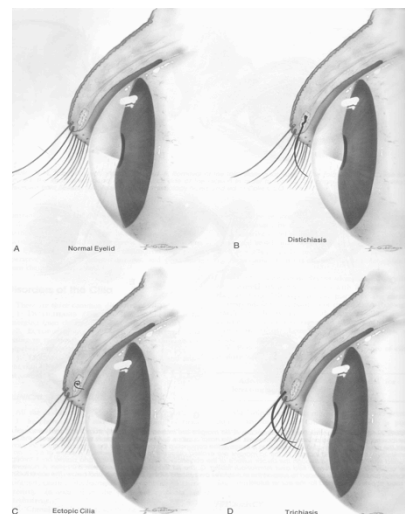 A
Normal Eyelid
B
Distichiasis
C
Ectopic Cilia
D
Trichiasis